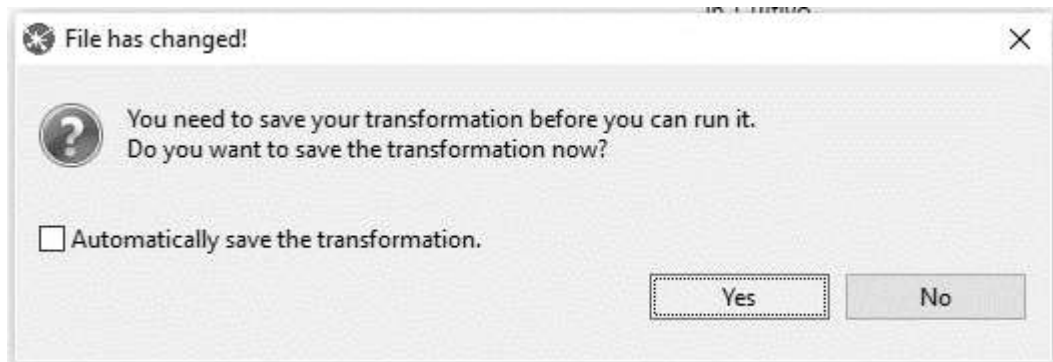 File has changed!
You need to save your transformation before you can run it.
Do you want to save the transformation now?
Automatically save the transformation.
Yes
No